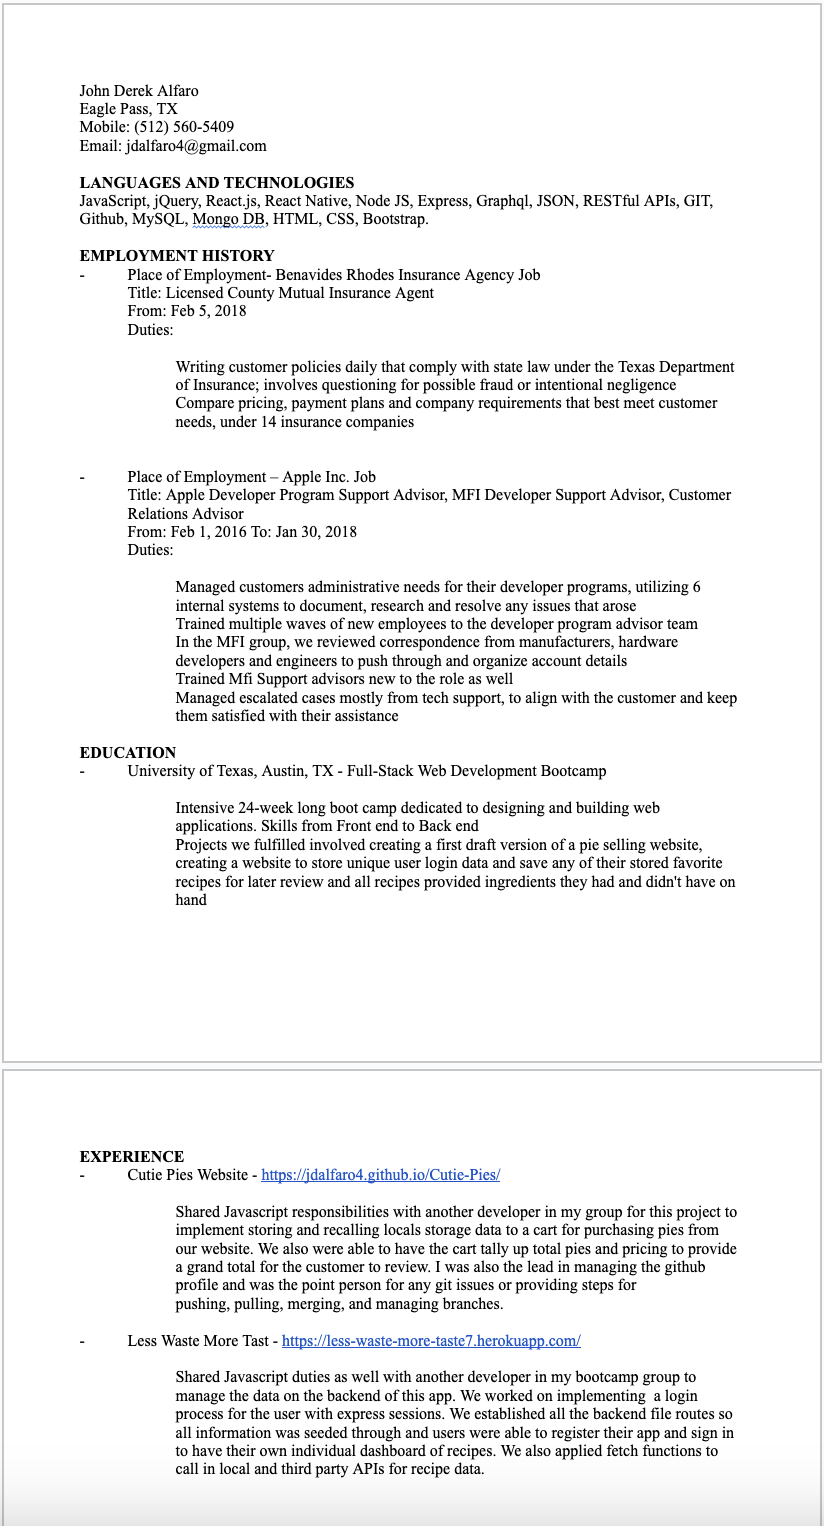 John Derek Alfaro
Eagle Pass, TX
Mobile: (512) 560-5409
Email: jdalfaro4@gmail.com
LANGUAGES AND TECHNOLOGIES
JavaScript, jQuery, React.js, React Native, Node JS, Express, Graphql, JSON, RESTful APIs, GIT,
Github, MySQL, Mongo DB, HTML, CSS, Bootstrap.
EMPLOYMENT HISTORY
- Place of Employment- Benavides Rhodes Insurance Agency Job
Title: Licensed County Mutual Insurance Agent
From: Feb 5, 2018
Duties:
Writing customer policies daily that comply with state law under the Texas Department
of Insurance; involves questioning for possible fraud or intentional negligence
Compare pricing, payment plans and company requirements that best meet customer
needs, under 14 insurance companies
- Place of Employment – Apple Inc. Job
Title: Apple Developer Program Support Advisor, MFI Developer Support Advisor, Customer
Relations Advisor
From: Feb 1, 2016 To: Jan 30, 2018
Duties:
Managed customers administrative needs for their developer programs, utilizing 6
internal systems to document, research and resolve any issues that arose
Trained multiple waves of new employees to the developer program advisor team
In the MFI group, we reviewed correspondence from manufacturers, hardware
developers and engineers to push through and organize account details
Trained Mfi Support advisors new to the role as well
Managed escalated cases mostly from tech support, to align with the customer and keep
them satisfied with their assistance
EDUCATION
- University of Texas, Austin, TX - Full-Stack Web Development Bootcamp
Intensive 24-week long boot camp dedicated to designing and building web
applications. Skills from Front end to Back end
Projects we fulfilled involved creating a first draft version of a pie selling website,
creating a website to store unique user login data and save any of their stored favorite
recipes for later review and all recipes provided ingredients they had and didn't have on
hand
EXPERIENCE
- Cutie Pies Website - https://jdalfaro4.github.io/Cutie-Pies/
Shared Javascript responsibilities with another developer in my group for this project to
implement storing and recalling locals storage data to a cart for purchasing pies from
our website. We also were able to have the cart tally up total pies and pricing to provide
a grand total for the customer to review. I was also the lead in managing the github
profile and was the point person for any git issues or providing steps for
pushing, pulling, merging, and managing branches.
- Less Waste More Tast - https://less-waste-more-taste7.herokuapp.com/
Shared Javascript duties as well with another developer in my bootcamp group to
manage the data on the backend of this app. We worked on implementing  a login
process for the user with express sessions. We established all the backend file routes so
all information was seeded through and users were able to register their app and sign in
to have their own individual dashboard of recipes. We also applied fetch functions to
call in local and third party APIs for recipe data.